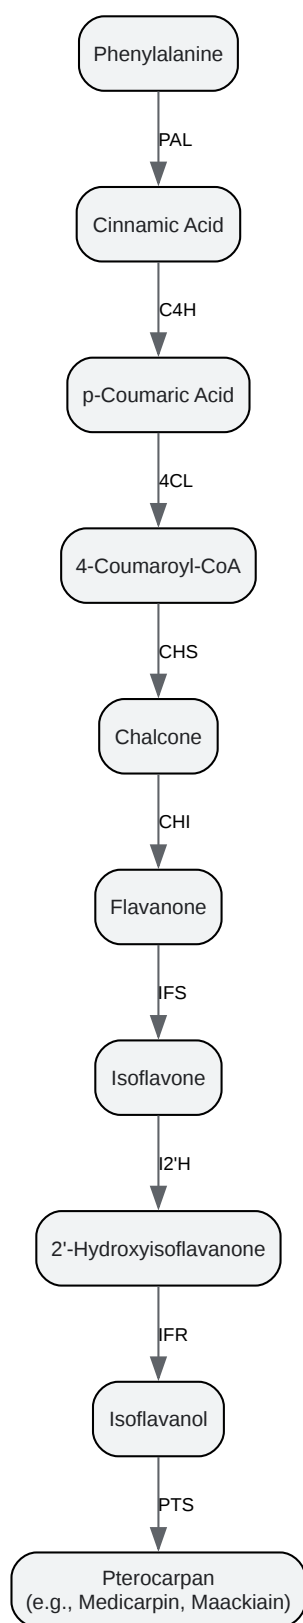 Phenylalanine
PAL
Cinnamic Acid
C4H
p-Coumaric Acid
4CL
4-Coumaroyl-CoA
CHS
Chalcone
CHI
Flavanone
IFS
Isoflavone
I2'H
2'-Hydroxyisoflavanone
IFR
Isoflavanol
PTS
Pterocarpan
(e.g., Medicarpin, Maackiain)